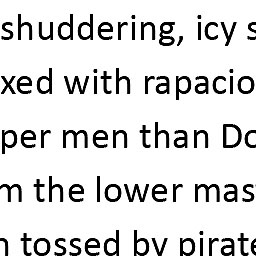 shuddering, icy s
xed with rapacio
per men than Do
m the lower mas
n tossed by pirate